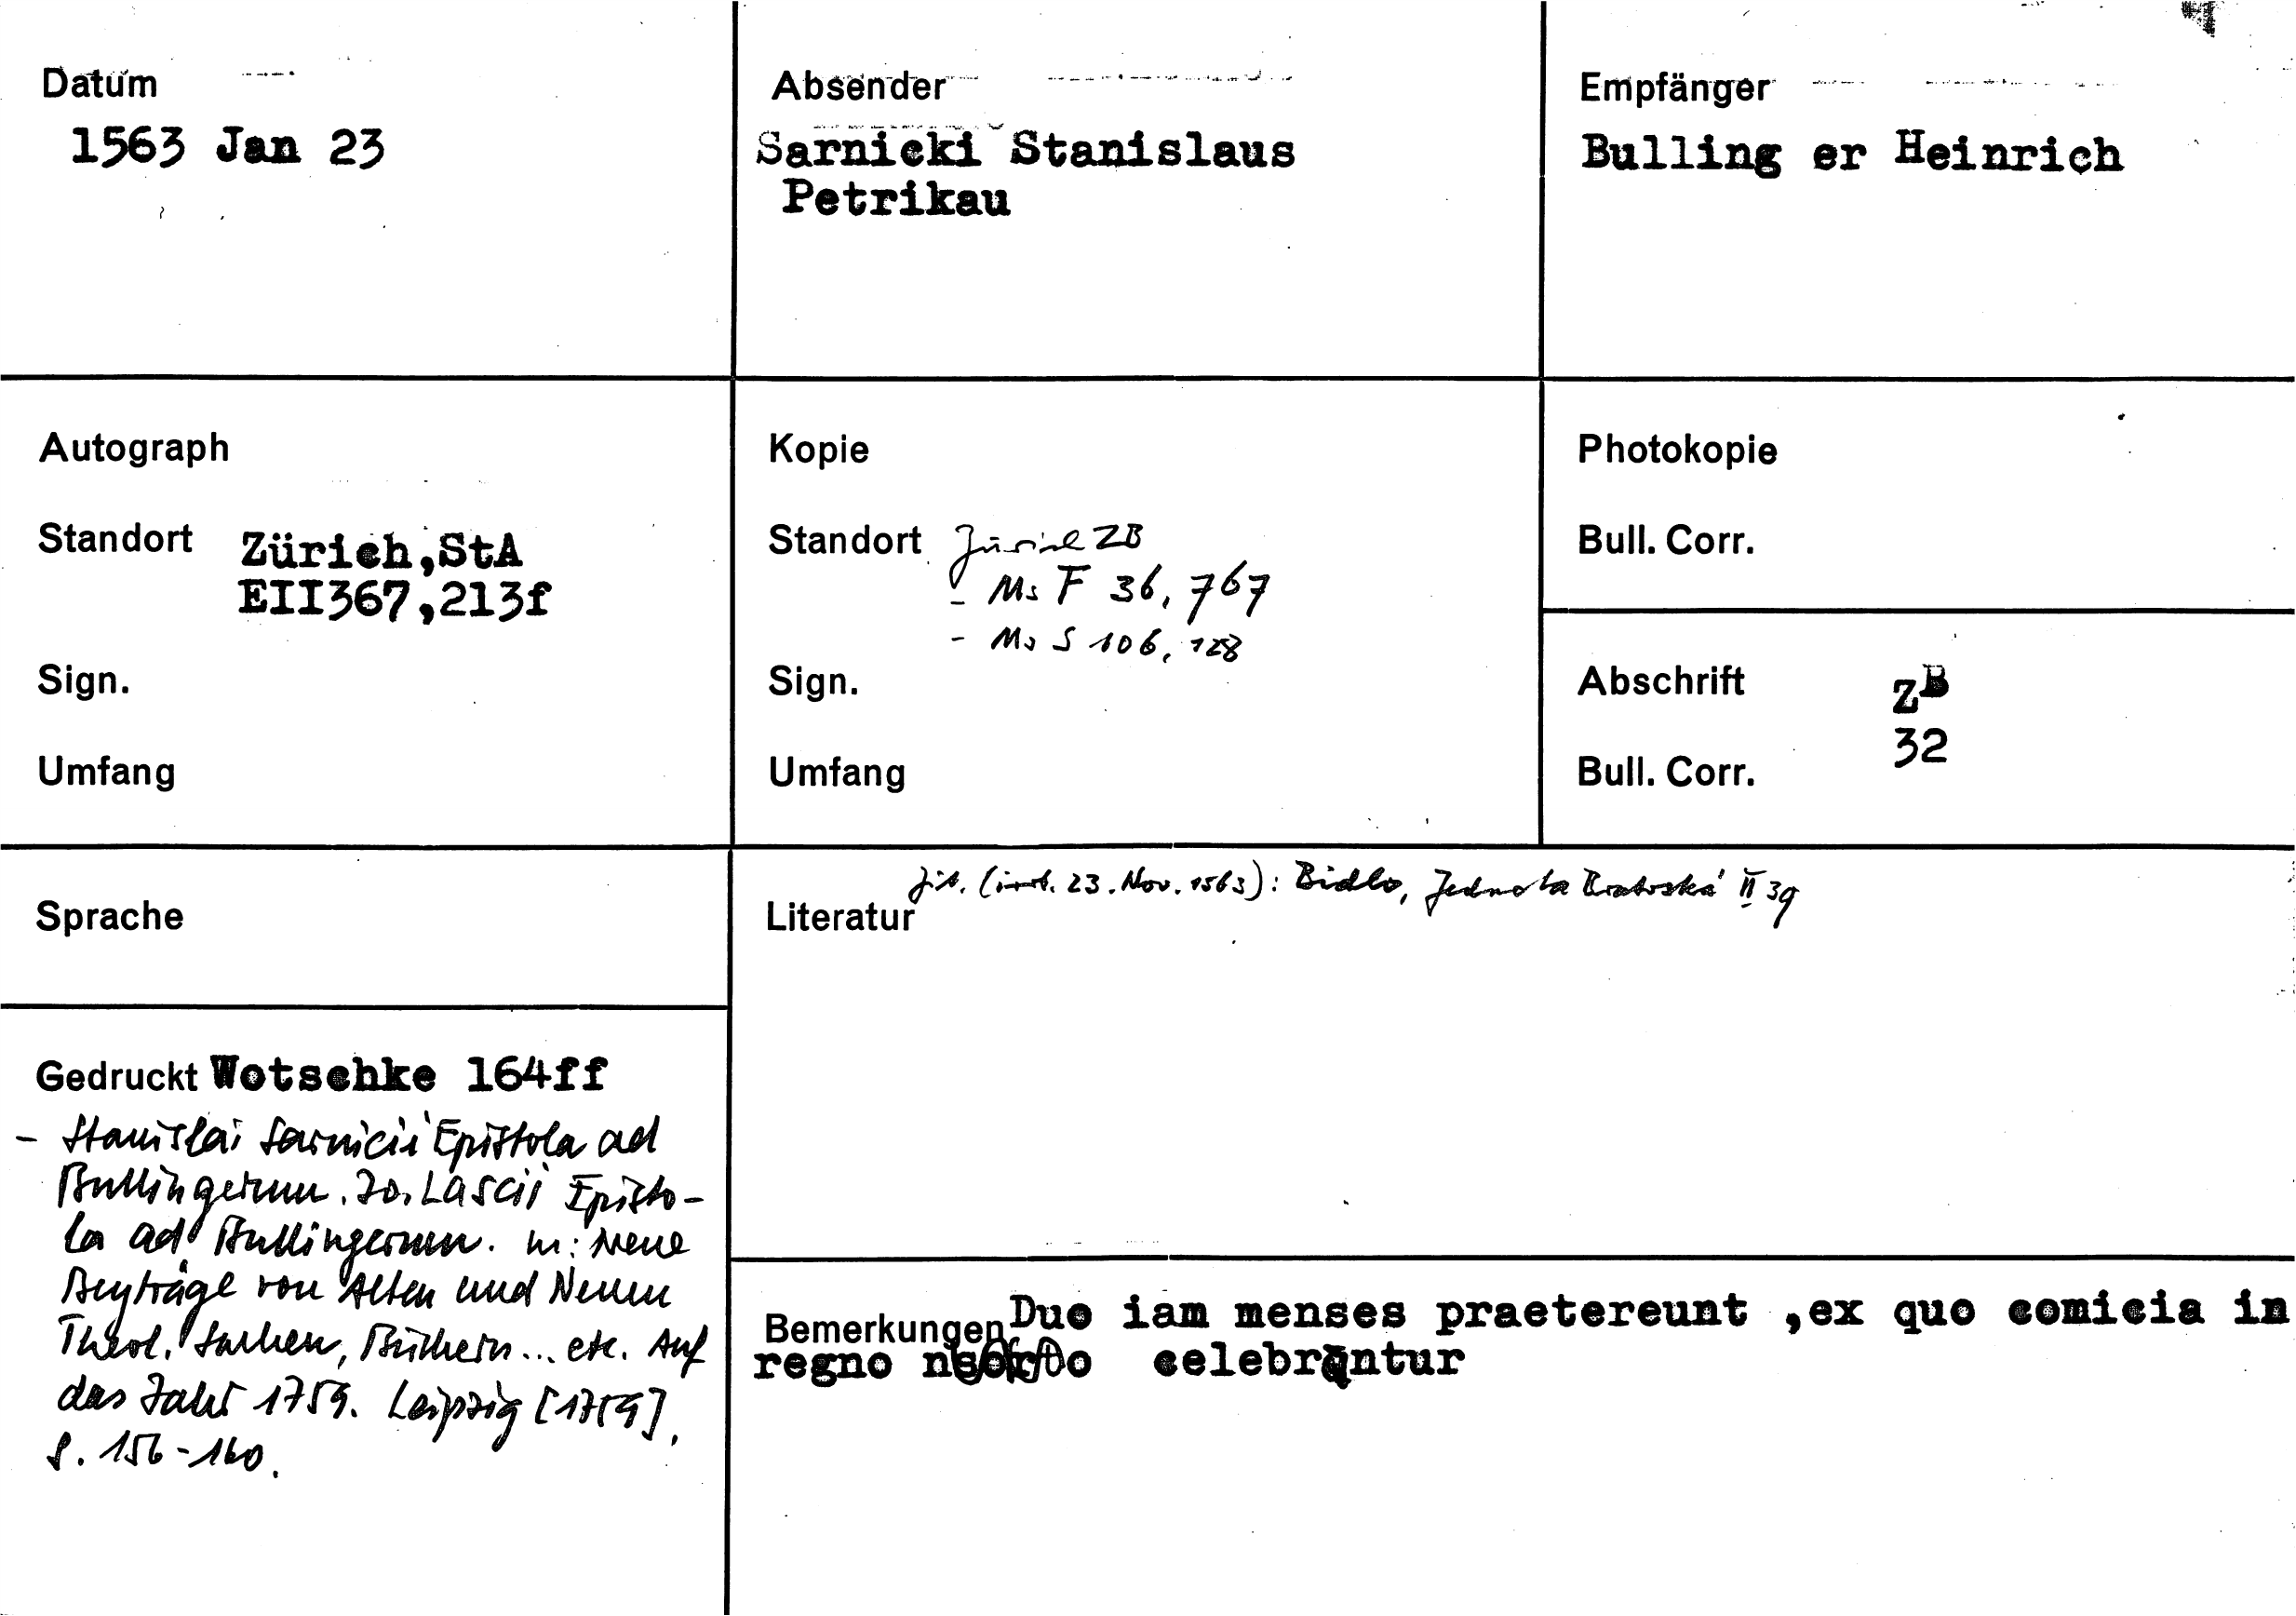 Datum
1563 Jan 23
Absender
Sarnicki Stanislaus
Petrikau
Empfänger
Bulling er Heinrich
Autograph
Standort Zürich,StA
EII367,213f
Sign.
Umfang
Kopie
Standort Zürich ZB
- Ms F 36, 767
- Ms S 106, 128
Sign.
Umfang
Photokopie
Bull. Corr.
Abschrift ZB
32
Bull. Corr.
Sprache
Literatur Zit. (irrt. 23. Nov. 1563): Bidlo, Jednota Bratrská II 39
Gedruckt Wotschke 164ff
- Stanislai Sarnicii Epistola ad
Bullingerum. Jo. Lascii Episto-
la ad Bullingerum. in: Neue
Beyträge von Alten und Neuen
Theol. Sachen, Büchern... etc. Auf
das Jahr 1759. Leipzig [1759],
S. 156-160.
Bemerkungen Duo iam menses praetereunt ,ex quo comicia in
regno celebrantur